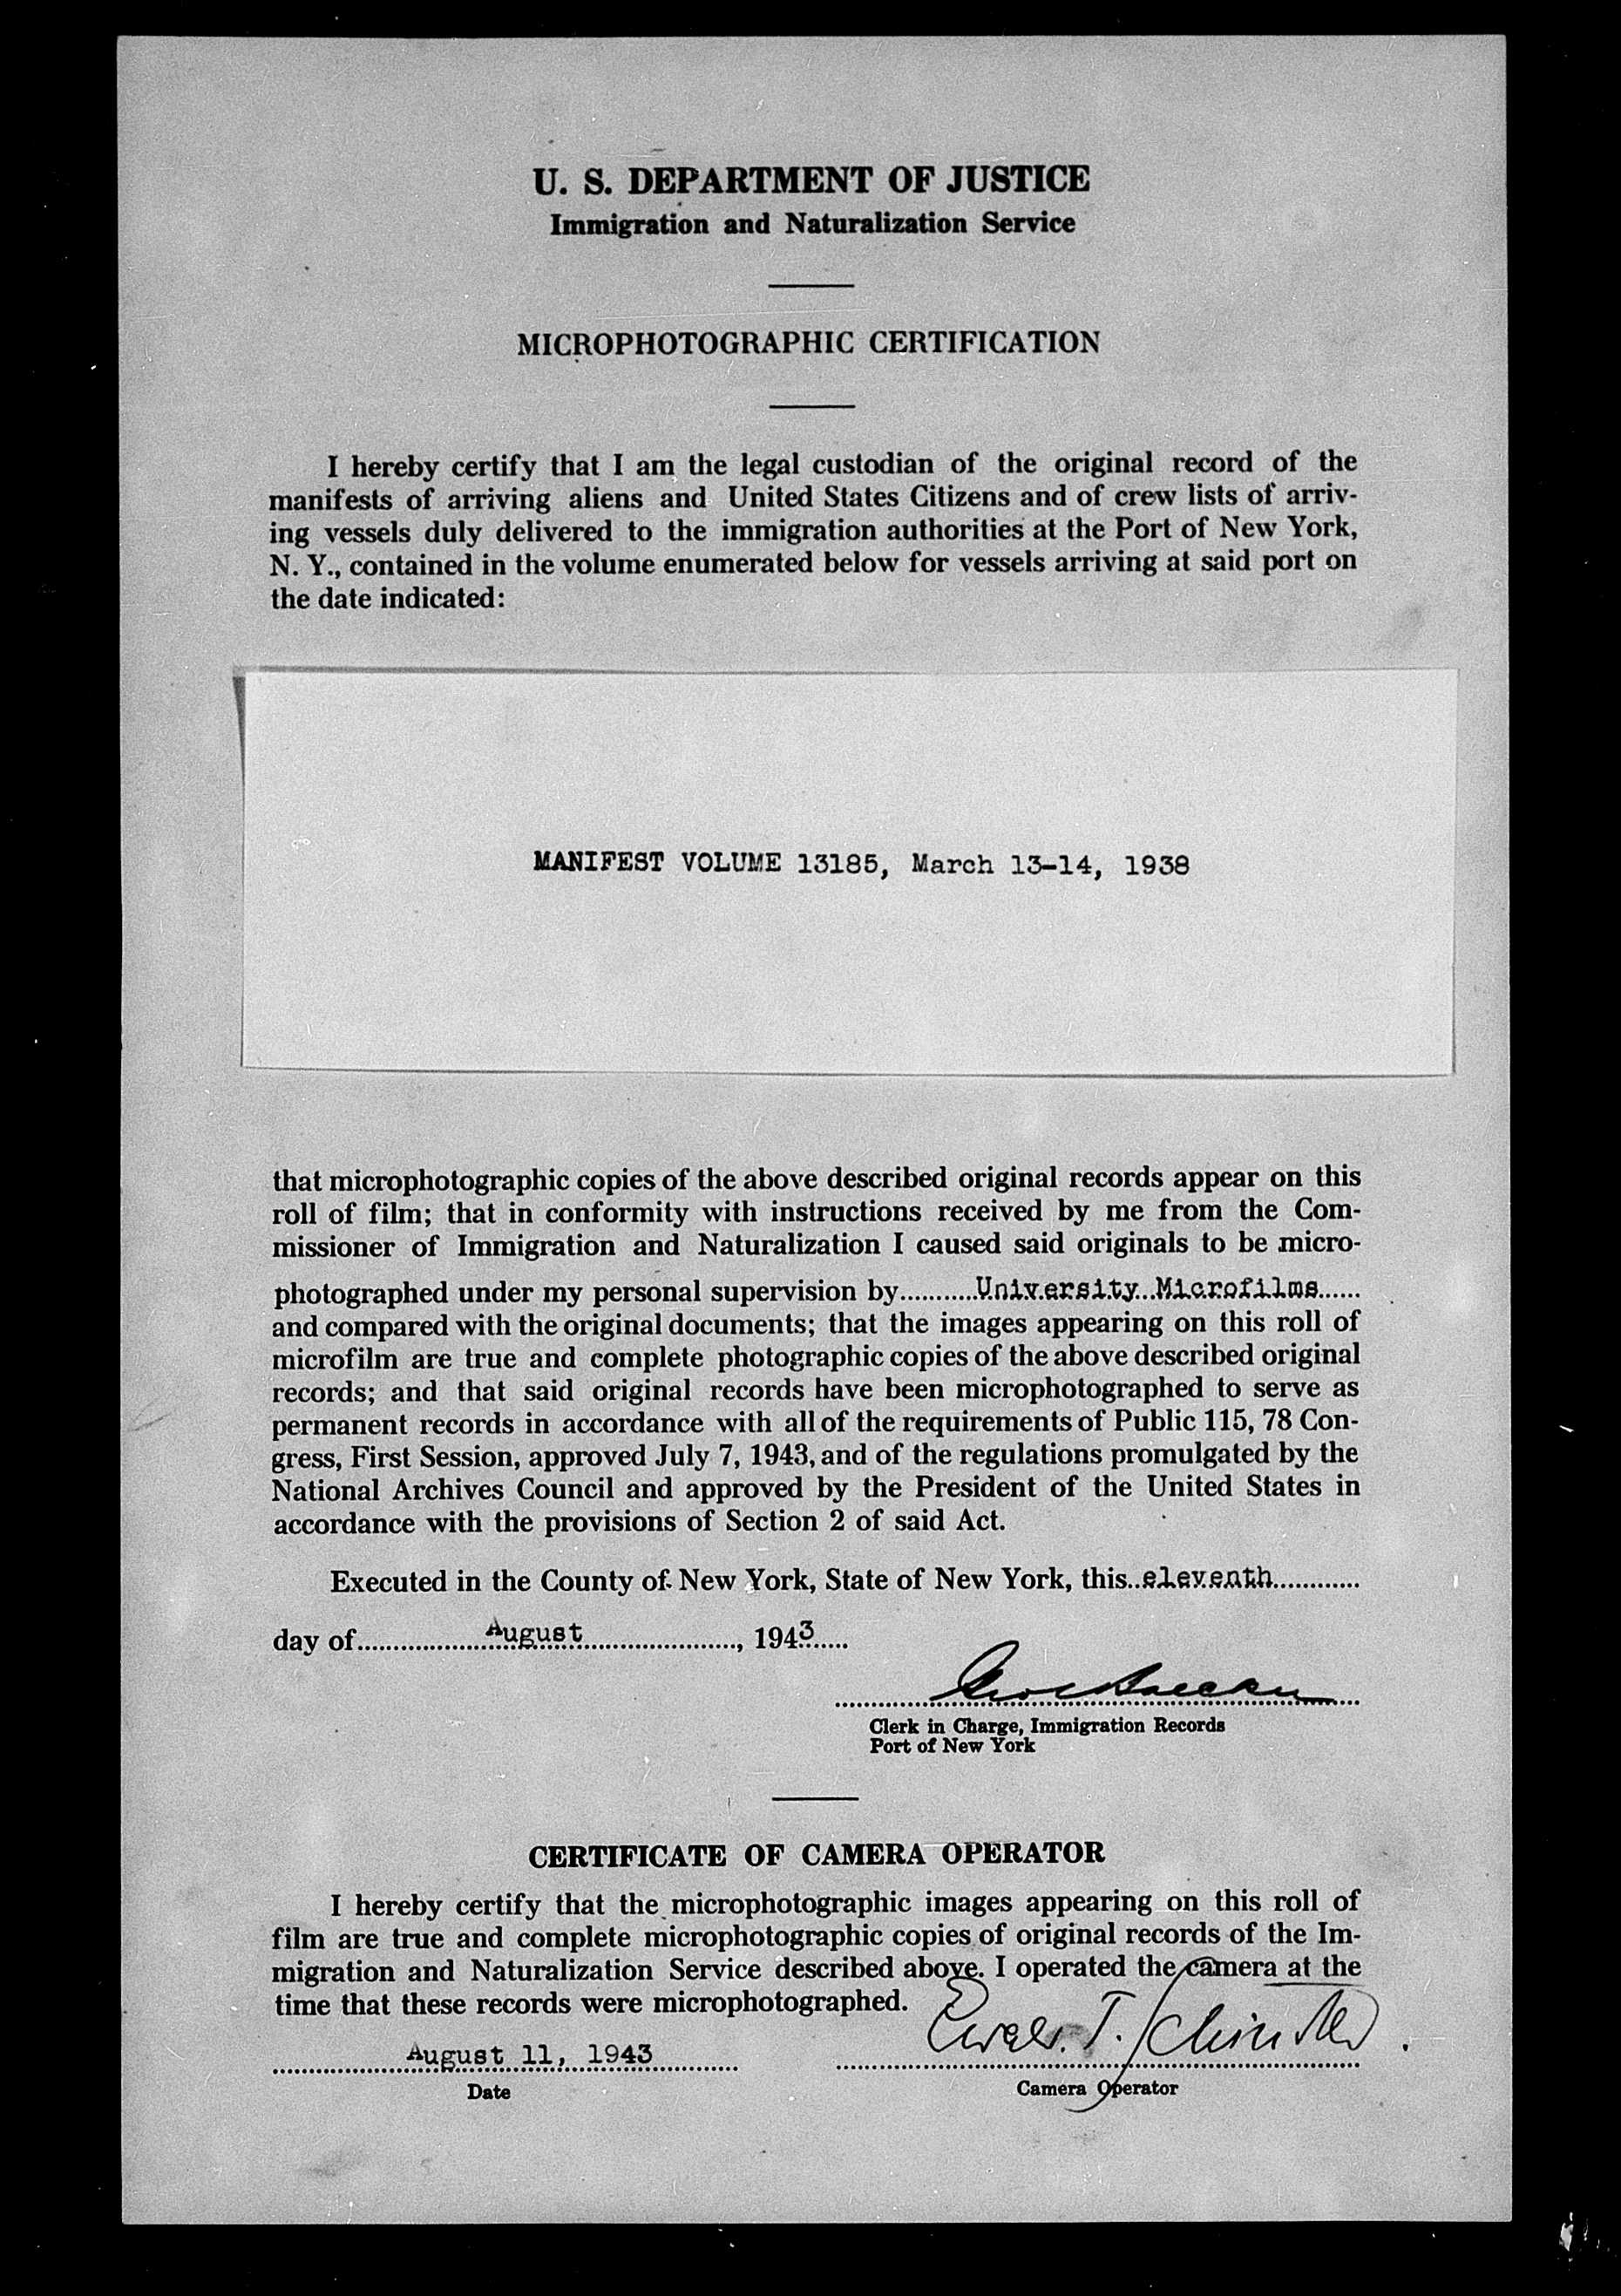 U. S. DEPARTMENT OF JUSTICE
Immigration and Naturalization Service
MICROPHOTOGRAPHIC CERTIFICATION
I hereby certify that I am the legal custodian of the original record of the
manifests of arriving aliens and United States Citizens and of crew lists of arriv-
ing vessels duly delivered to the immigration authorities at the Port of New York,
N. Y., contained in the volume enumerated below for vessels arriving at said port on
the date indicated:
MANIFEST VOLUME 13185, March 13-14, 1938
that microphotographic copies of the above described original records appear on this
roll of film; that in conformity with instructions received by me from the Com-
missioner of Immigration and Naturalization I caused said originals to be micro-
photographed under my personal supervision by University Microfilms
and compared with the original documents; that the images appearing on this roll of
microfilm are true and complete photographic copies of the above described original
records; and that said original records have been microphotographed to serve as
permanent records in accordance with all of the requirements of Public 115, 78 Con-
gress, First Session, approved July 7, 1943, and of the regulations promulgated by the
National Archives Council and approved by the President of the United States in
accordance with the provisions of Section 2 of said Act.
Executed in the County of New York, State of New York, this eleventh
day of August, 1943
Clerk in Charge, Immigration Records
Port of New York
CERTIFICATE OF CAMERA OPERATOR
I hereby certify that the microphotographic images appearing on this roll of
film are true and complete microphotographic copies of original records of the Im-
migration and Naturalization Service described above. I operated the camera at the
time that these records were microphotographed.
August 11, 1943
Date
Camera Operator